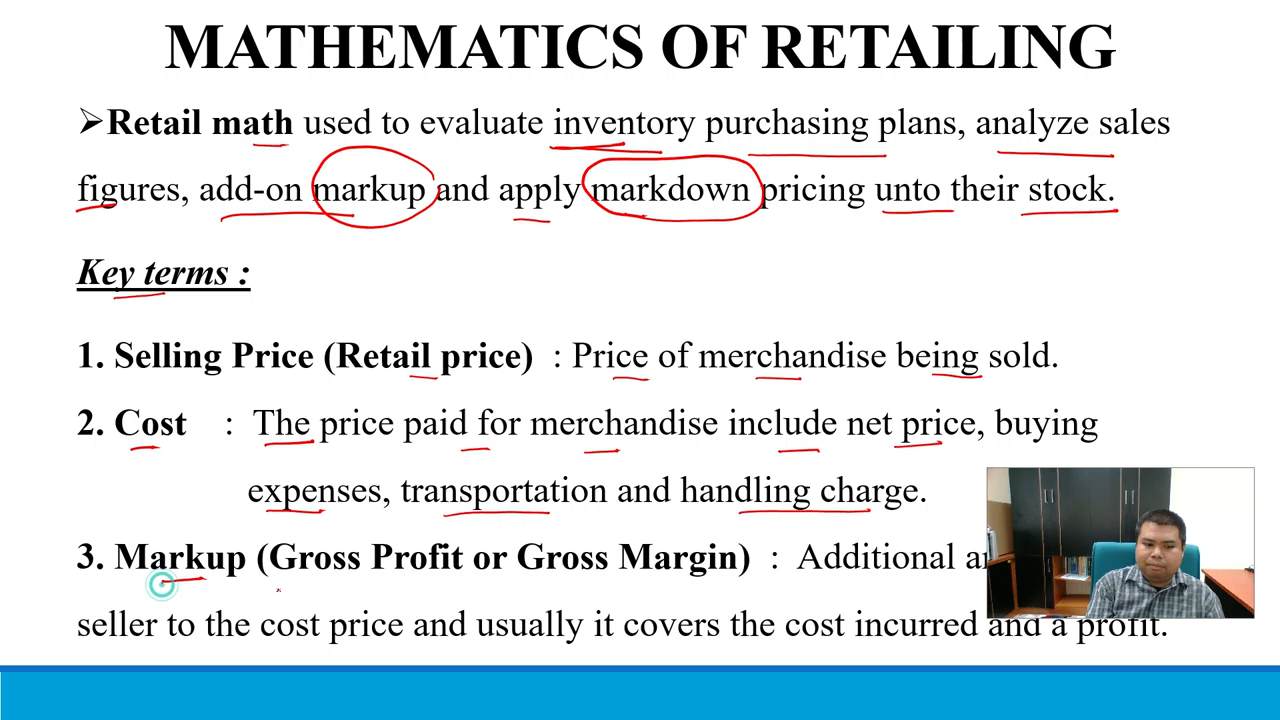 MATHEMATICS OF RETAILING
➢Retail math used to evaluate inventory purchasing plans, analyze sales
figures, add-on markup and apply markdown pricing unto their stock.
Key terms :
1. Selling Price (Retail price) : Price of merchandise being sold.
2. Cost : The price paid for merchandise include net price, buying
expenses, transportation and handling charge.
3. Markup (Gross Profit or Gross Margin) : Additional
seller to the cost price and usually it covers the cost incurred and a profit.